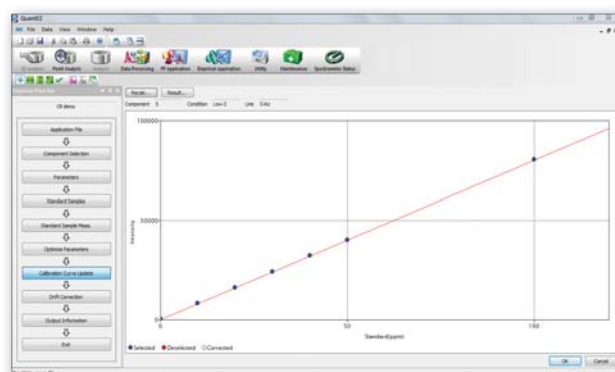 QuantEZ
File Data View Window Help
Point Analysis
Data Processing
FP Application
Empirical Application
Utility
Maintenance
Spectrometer Status
Recalc...
Result...
Component S
Condition Low-Z
Line S-Ka
Oil demo
Application File
Component Selection
Parameters
Standard Samples
Standard Sample Meas.
Optimize Parameters
Calibration Curve Update
Drift Correction
Output Information
Exit
100000
50000
0
Intensity
0
50
100
Standard(ppm)
Selected
Deselected
Corrected
OK
Cancel